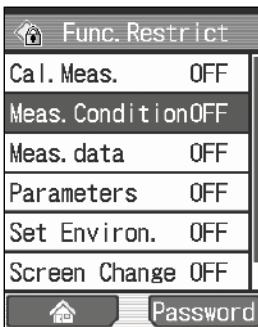 Func.Restrict
Cal.Meas. OFF
Meas.Condition OFF
Meas.data OFF
Parameters OFF
Set Environ. OFF
Screen Change OFF
Password